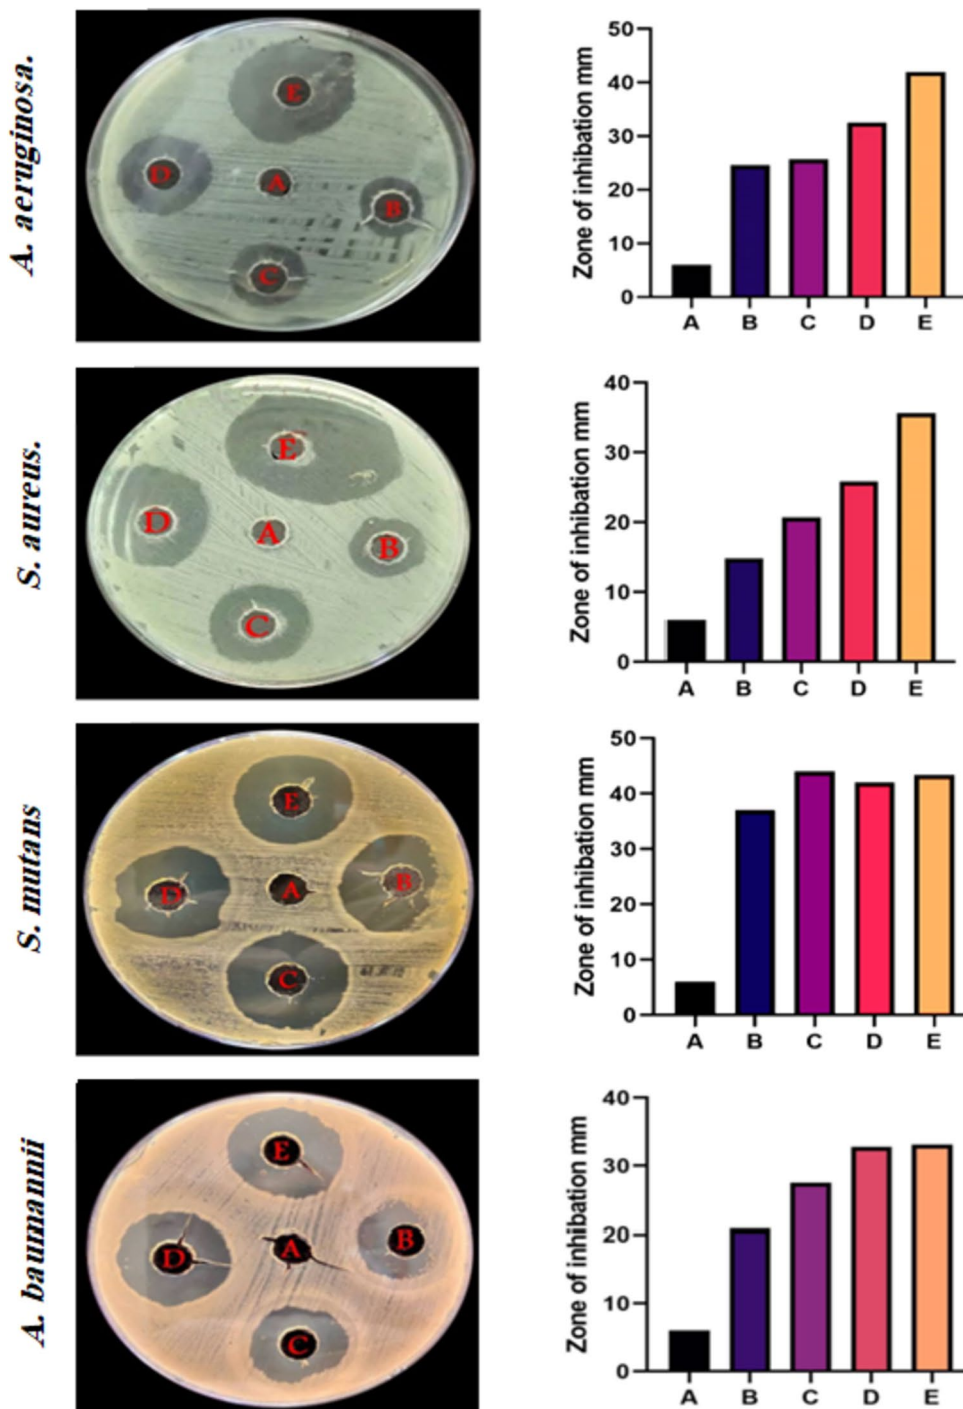 A. aeruginosa.
E
D
A
B
C
Zone of inhibation mm
50
40
30
20
10
0
A B C D E
S. aureus.
E
D
A
B
C
Zone of inhibation mm
40
30
20
10
0
A B C D E
S. mutans
E
D
A
B
C
Zone of inhibation mm
50
40
30
20
10
0
A B C D E
A. baumannii
E
D
A
B
C
Zone of inhibation mm
40
30
20
10
0
A B C D E